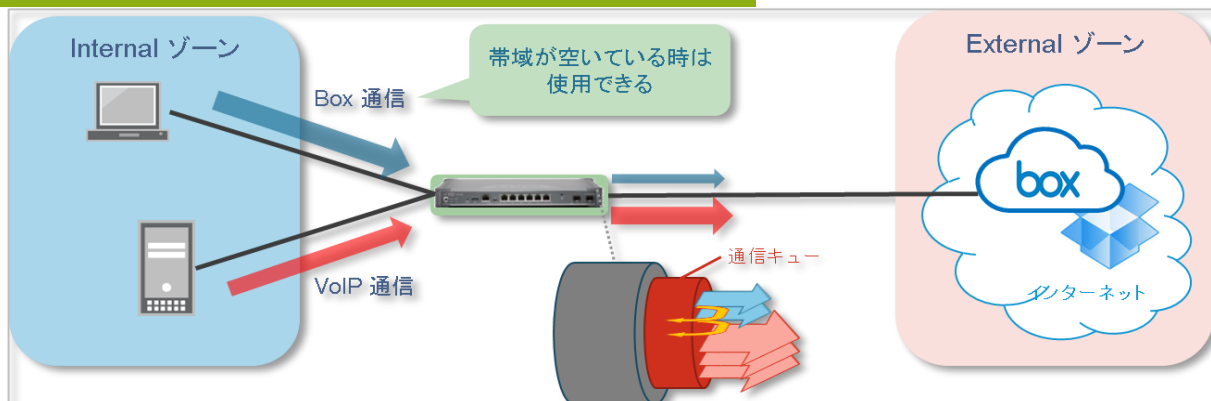 Internal ゾーン
Box 通信
帯域が空いている時は
使用できる
External ゾーン
box
通信キュー
VoIP 通信
インターネット